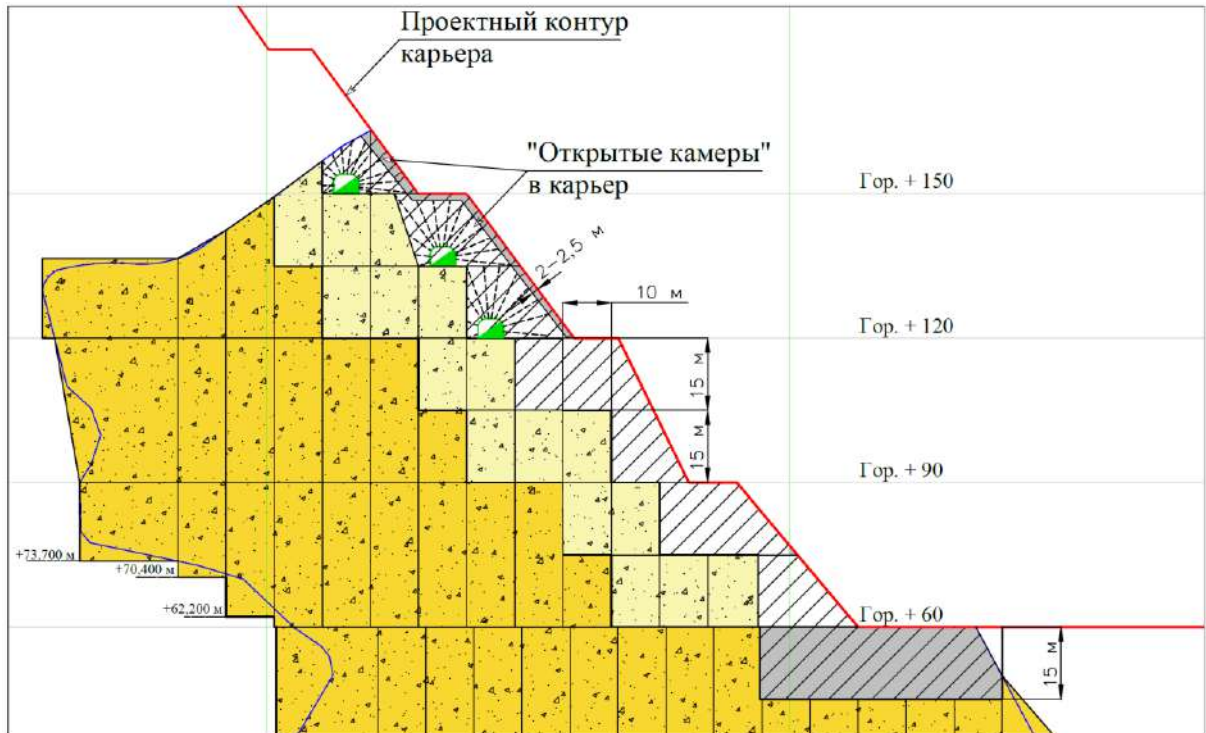 Проектный контур
карьера
"Открытые камеры"
в карьер
Гор. + 150
2-2,5 м
10 м
Гор. + 120
15 м
15 м
Гор. + 90
+73.700 м
+70,400 м
+62,200 м
Гор. + 60
15 м